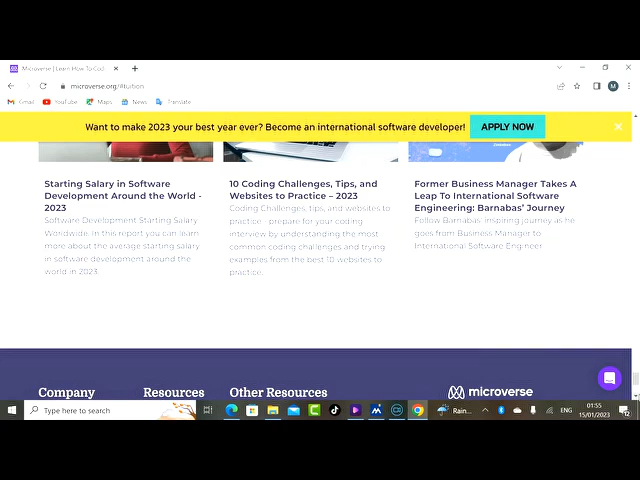 Microverse | Learn How To Cod
microverse.org/#tuition
M
Gmail YouTube Maps News Translate
Want to make 2023 your best year ever? Become an international software developer! APPLY NOW
Starting Salary in Software
Development Around the World -
2023
Software Development Starting Salary
Worldwide. In this report you can learn
more about the average starting salary
in software development around the
world in 2023
10 Coding Challenges, Tips, and
Websites to Practice – 2023
Coding Challenges, tips, and websites to
practice - prepare for your coding
interview by understanding the most
common coding challenges and trying
examples from the best 10 websites to
practice.
Former Business Manager Takes A
Leap To International Software
Engineering: Barnabas' Journey
Follow Barnabas' inspiring journey as he
goes from Business Manager to
International Software Engineer
Company Resources Other Resources microverse
Type here to search
Rain... ENG
01:55
15/01/2023
12